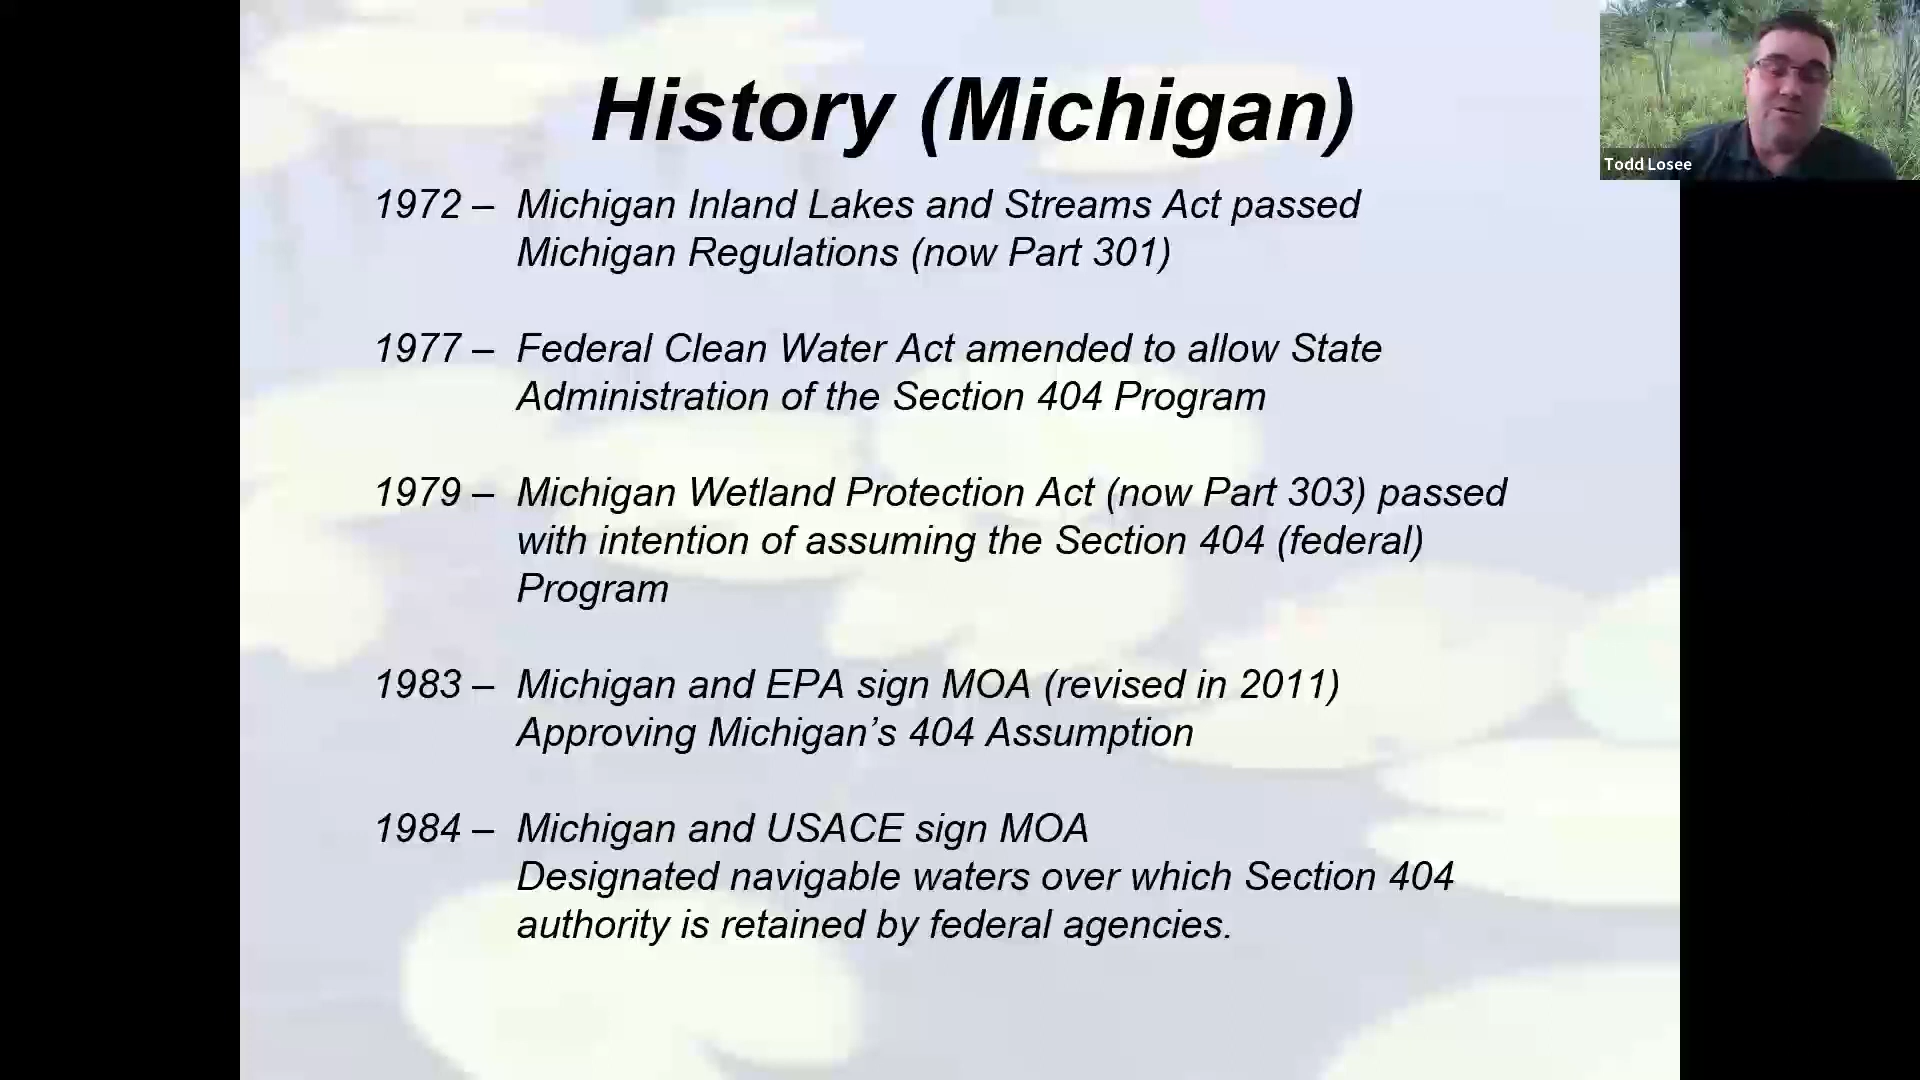 History (Michigan)
Todd Losee
1972 – Michigan Inland Lakes and Streams Act passed
Michigan Regulations (now Part 301)
1977 – Federal Clean Water Act amended to allow State
Administration of the Section 404 Program
1979 – Michigan Wetland Protection Act (now Part 303) passed
with intention of assuming the Section 404 (federal)
Program
1983 – Michigan and EPA sign MOA (revised in 2011)
Approving Michigan’s 404 Assumption
1984 – Michigan and USACE sign MOA
Designated navigable waters over which Section 404
authority is retained by federal agencies.